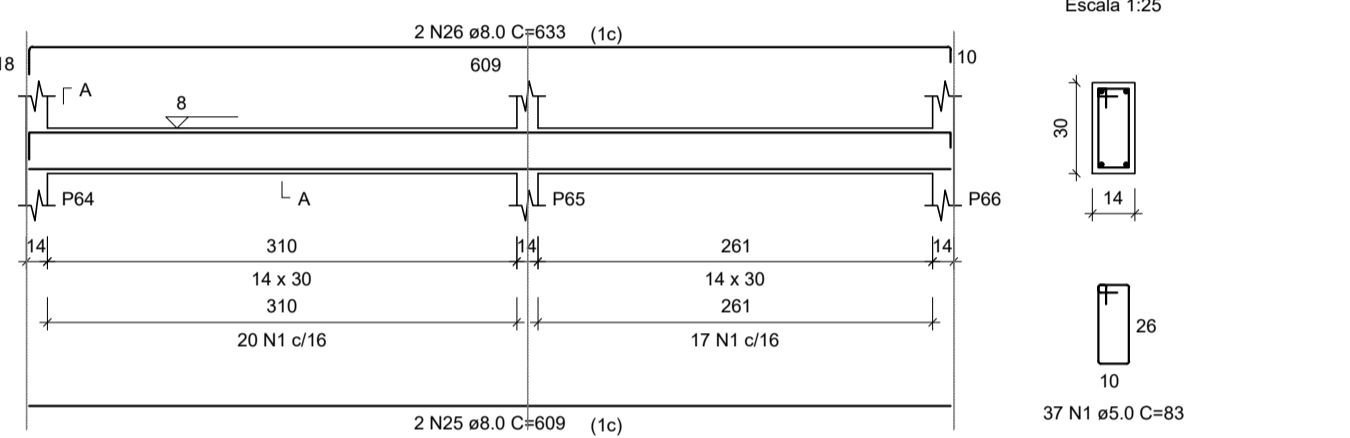 Escala 1:25
2 N26 ø8.0 C=633 (1c)
609
10
A
8
30
A
P64
P65
P66
14
14
310
14
261
14
14 x 30
14 x 30
310
261
20 N1 c/16
17 N1 c/16
26
10
37 N1 ø5.0 C=83
2 N25 ø8.0 C=609 (1c)